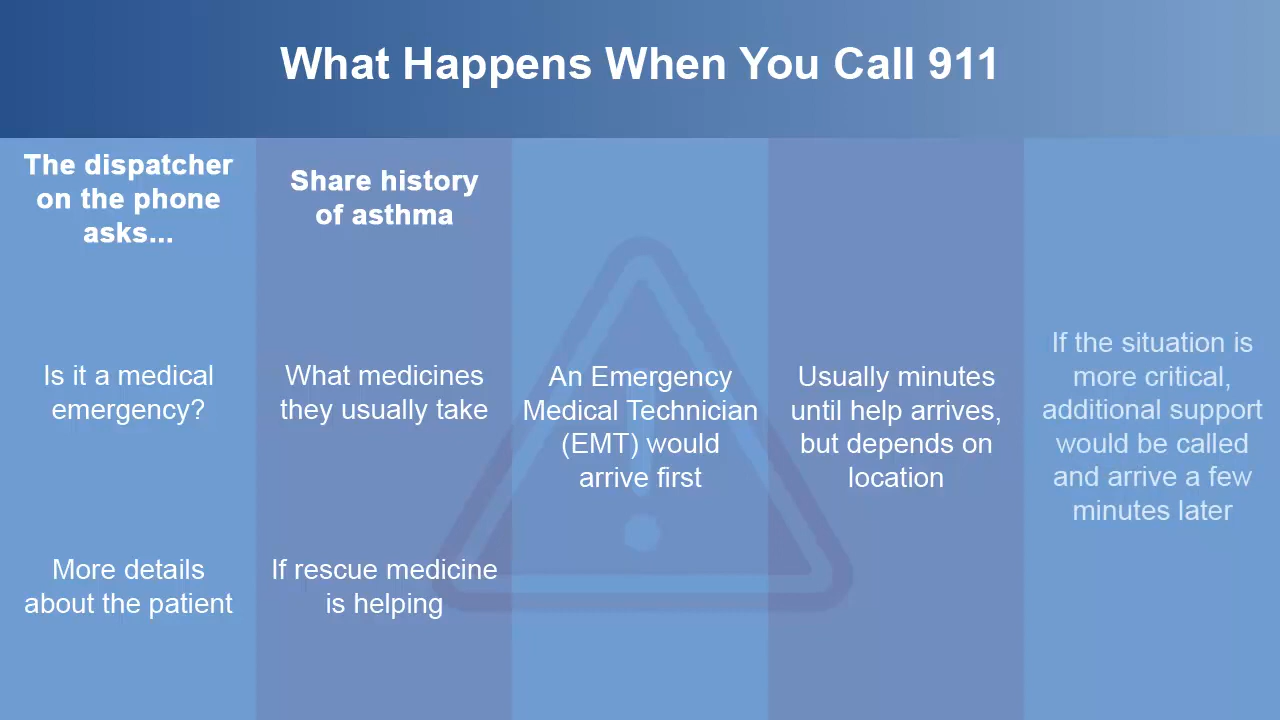 What Happens When You Call 911
The dispatcher
on the phone
asks...
Is it a medical
emergency?
More details
about the patient
Share history
of asthma
What medicines
they usually take
If rescue medicine
is helping
An Emergency
Medical Technician
(EMT) would
arrive first
Usually minutes
until help arrives,
but depends on
location
If the situation is
more critical,
additional support
would be called
and arrive a few
minutes later